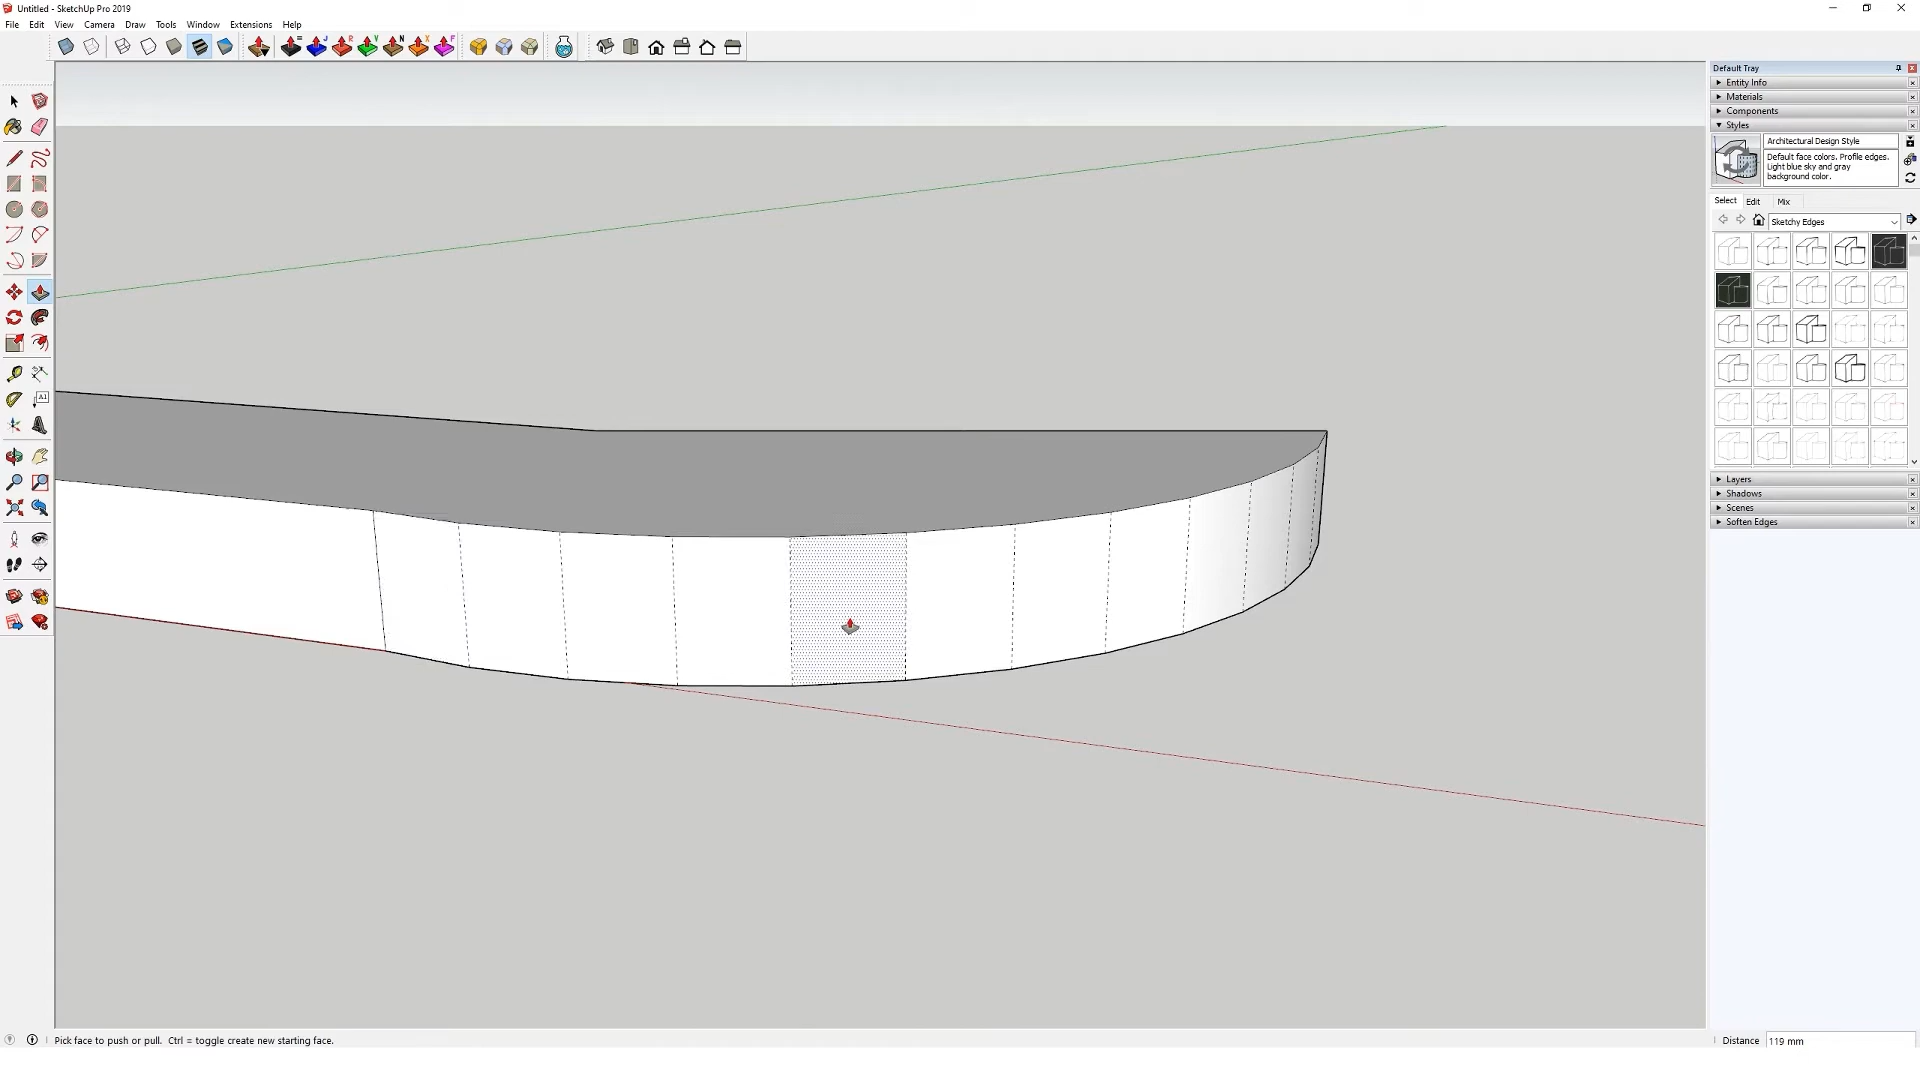 Untitled - SketchUp Pro 2019
File Edit View Camera Draw Tools Window Extensions Help
= J R V N X F
Default Tray
Entity Info
Materials
Components
Styles
Architectural Design Style
Default face colors. Profile edges.
Light blue sky and gray
background color.
Select Edit Mix
Sketchy Edges
A1
Layers
Shadows
Scenes
Soften Edges
Pick face to push or pull. Ctrl = toggle create new starting face.
Distance 119 mm